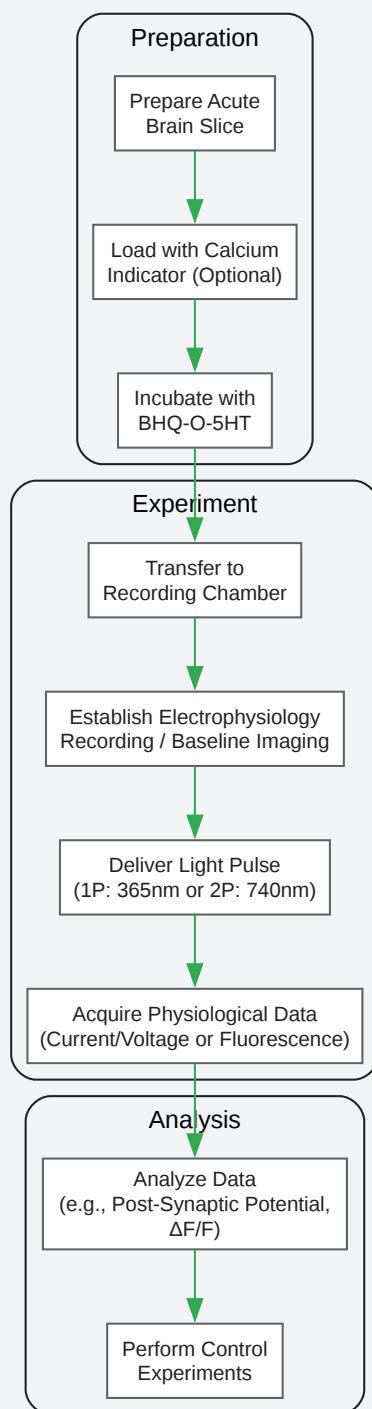 Preparation
Prepare Acute
Brain Slice
Load with Calcium
Indicator (Optional)
Incubate with
BHQ-O-5HT
Experiment
Transfer to
Recording Chamber
Establish Electrophysiology
Recording / Baseline Imaging
Deliver Light Pulse
(1P: 365nm or 2P: 740nm)
Acquire Physiological Data
(Current/Voltage or Fluorescence)
Analysis
Analyze Data
(e.g., Post-Synaptic Potential,
ΔF/F)
Perform Control
Experiments